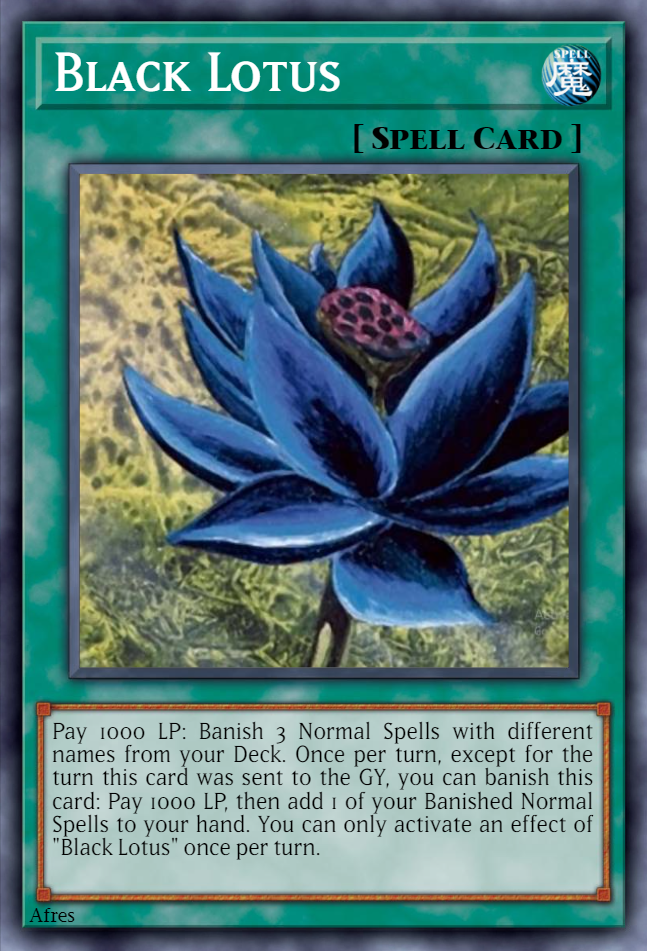 Black Lotus
SPELL
魔
[ Spell Card ]
Pay 1000 LP: Banish 3 Normal Spells with different
names from your Deck. Once per turn, except for the
turn this card was sent to the GY, you can banish this
card: Pay 1000 LP, then add 1 of your Banished Normal
Spells to your hand. You can only activate an effect of
"Black Lotus" once per turn.
Afres